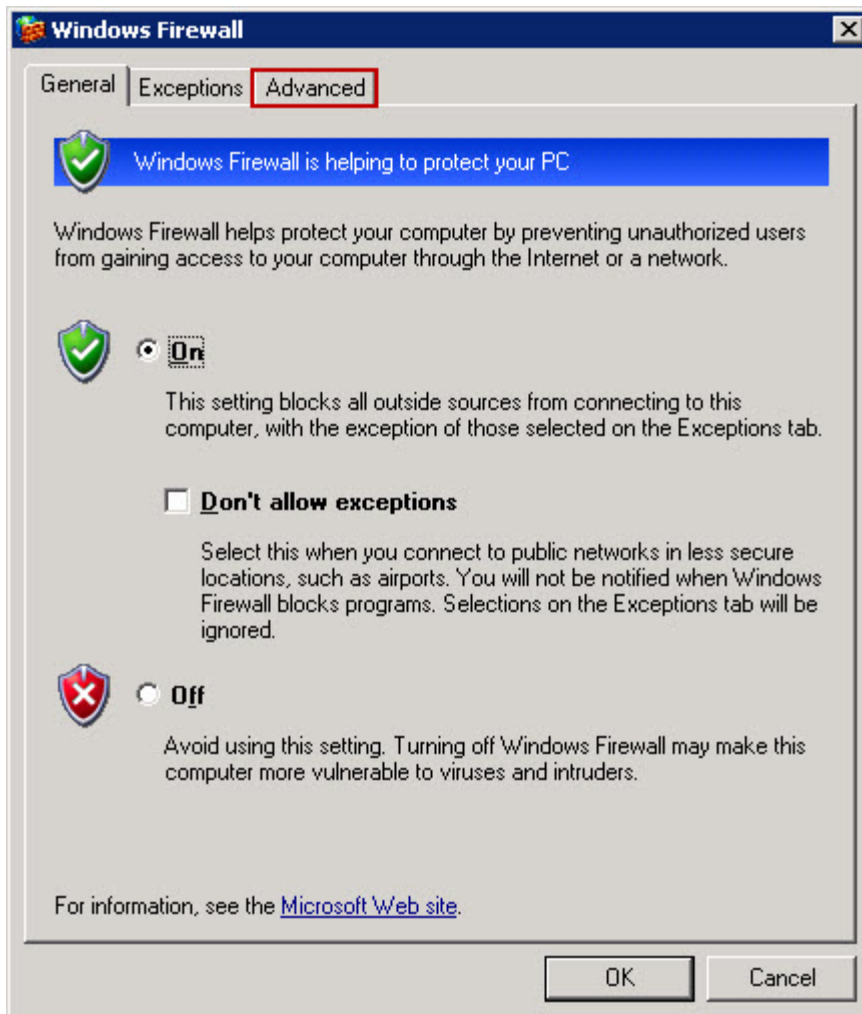 Windows Firewall
General
Exceptions
Advanced
Windows Firewall is helping to protect your PC
Windows Firewall helps protect your computer by preventing unauthorized users
from gaining access to your computer through the Internet or a network.
On
This setting blocks all outside sources from connecting to this
computer, with the exception of those selected on the Exceptions tab.
Don't allow exceptions
Select this when you connect to public networks in less secure
locations, such as airports. You will not be notified when Windows
Firewall blocks programs. Selections on the Exceptions tab will be
ignored.
Off
Avoid using this setting. Turning off Windows Firewall may make this
computer more vulnerable to viruses and intruders.
For information, see the Microsoft Web site.
OK
Cancel